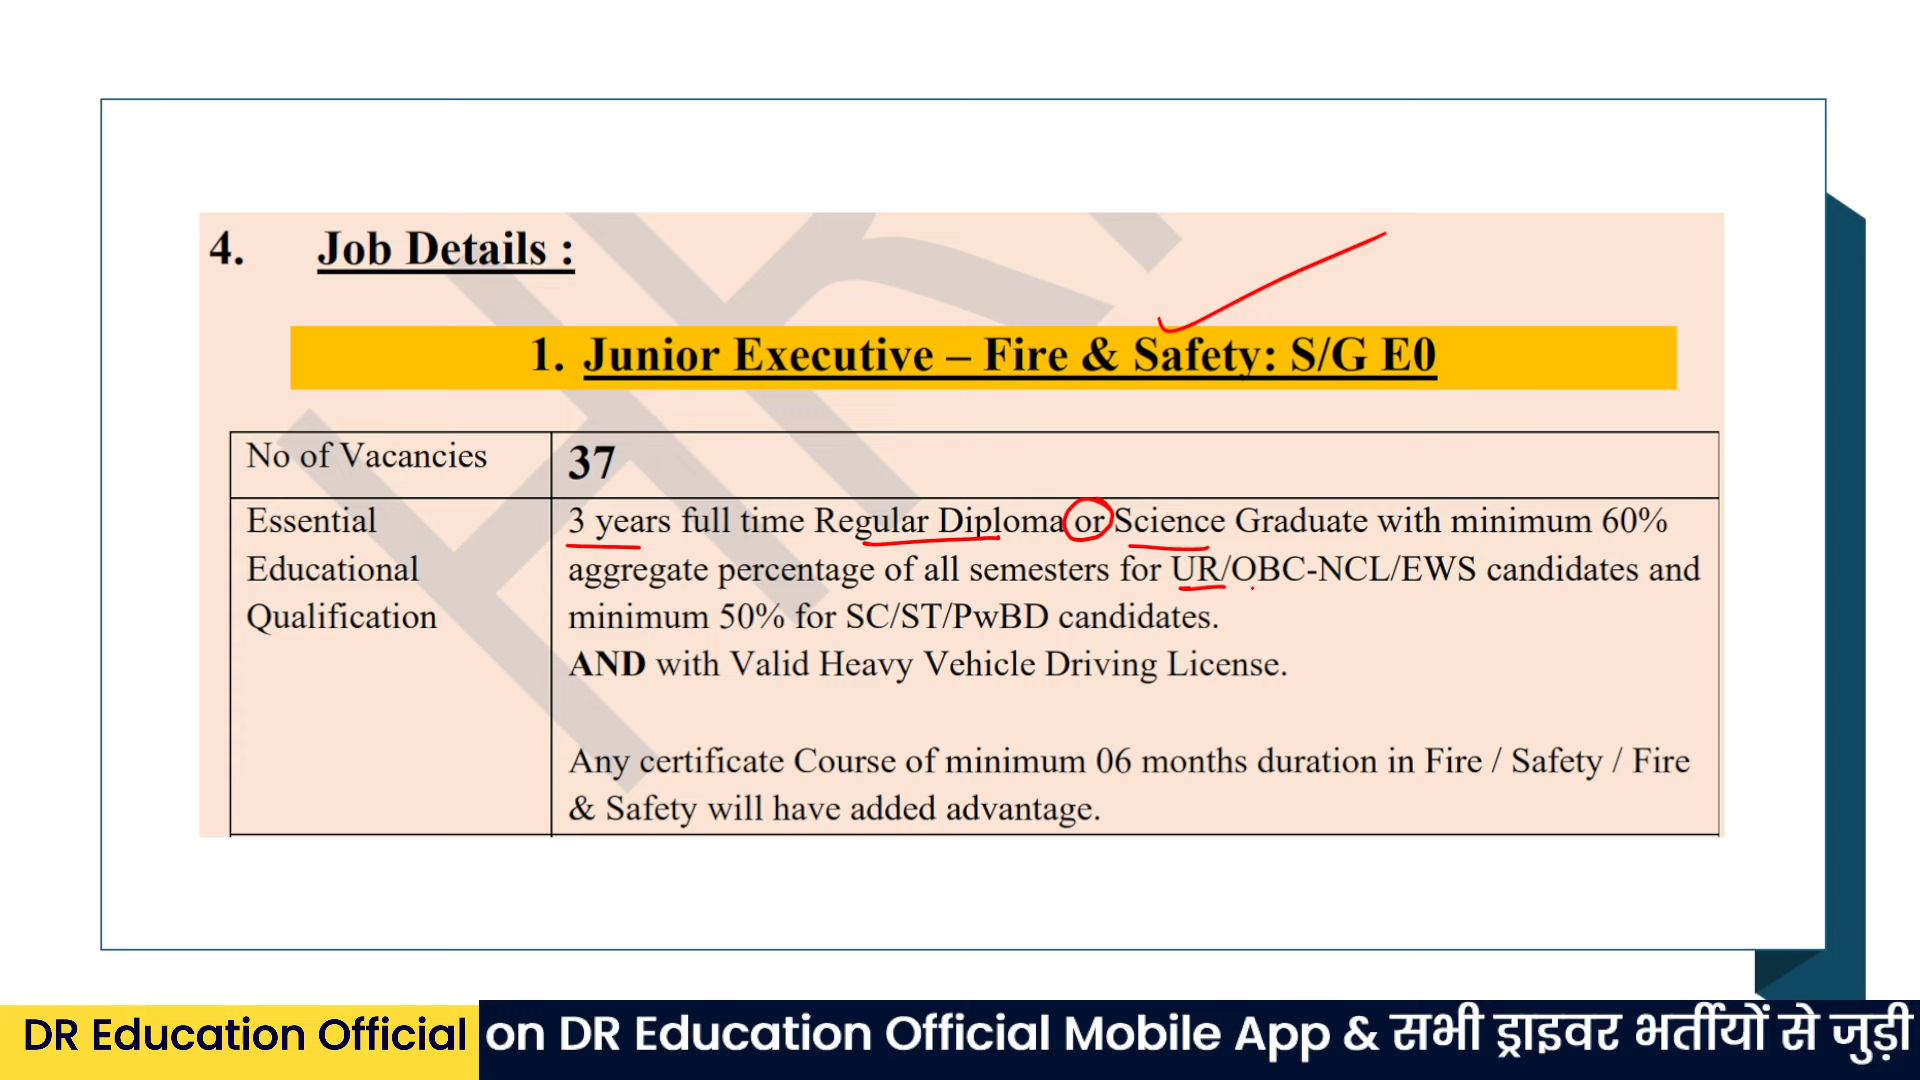 4. Job Details :
1. Junior Executive – Fire & Safety: S/G E0
No of Vacancies
37
Essential
Educational
Qualification
3 years full time Regular Diploma or Science Graduate with minimum 60%
aggregate percentage of all semesters for UR/OBC-NCL/EWS candidates and
minimum 50% for SC/ST/PwBD candidates.
AND with Valid Heavy Vehicle Driving License.
Any certificate Course of minimum 06 months duration in Fire / Safety / Fire
& Safety will have added advantage.
DR Education Official
on DR Education Official Mobile App & सभी ड्राइवर भर्तीयों से जुड़ी